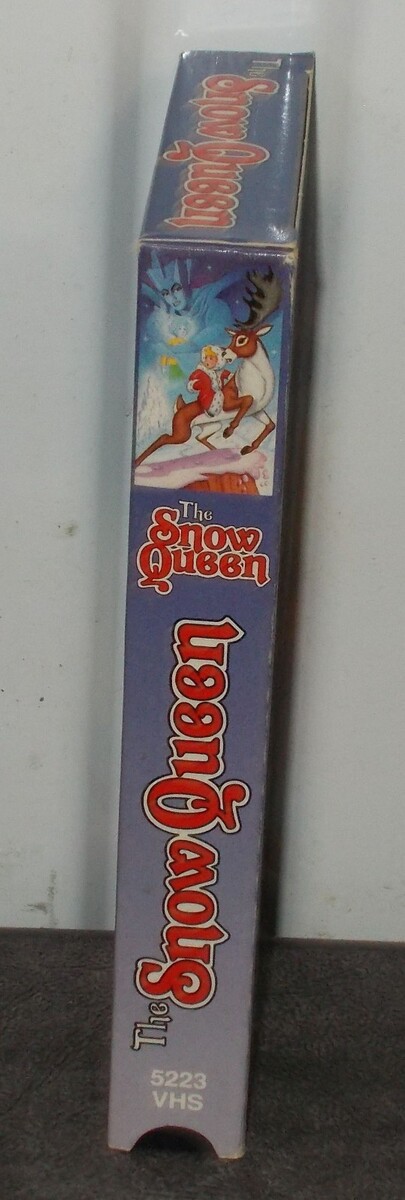 The
Snow Queen
The
Snow
Queen
The Snow Queen
5223
VHS